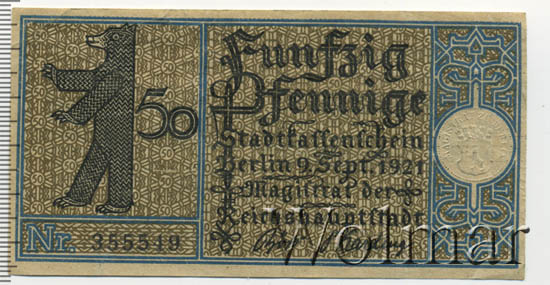 Funfzig
Pfennige
50
Stadtkassenschein
Berlin 9. Sept. 1921
Magistrat der
Reichshauptstadt
Nr. 355519
Wolmar